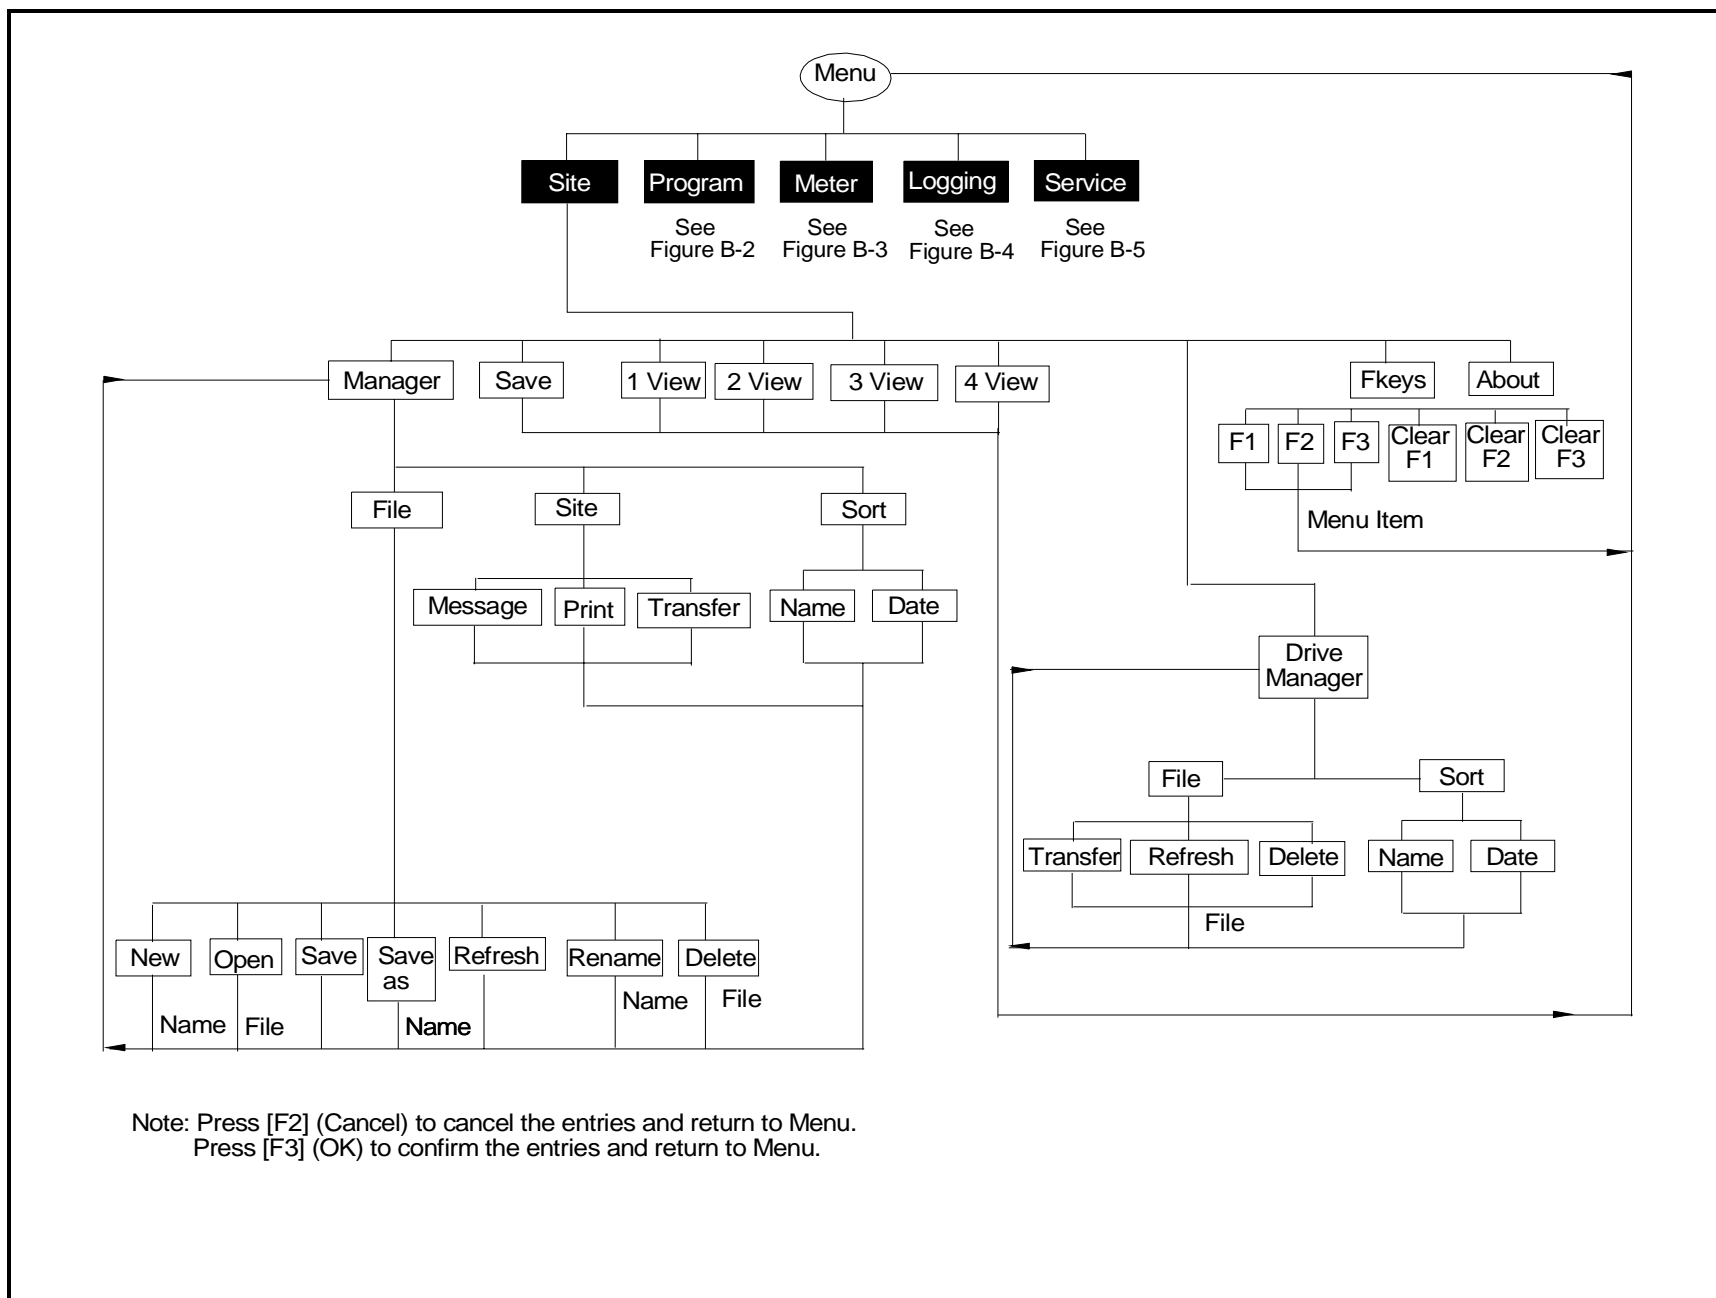 Menu
Site
Program
Meter
Logging
Service
See
Figure B-2
See
Figure B-3
See
Figure B-4
See
Figure B-5
Manager
Save
1 View
2 View
3 View
4 View
Fkeys
About
F1
F2
F3
Clear
F1
Clear
F2
Clear
F3
Menu Item
File
Site
Sort
Message
Print
Transfer
Name
Date
Drive
Manager
File
Sort
Transfer
Refresh
Delete
Name
Date
File
New
Open
Save
Save
as
Refresh
Rename
Delete
Name
File
Name
Name
File
Note: Press [F2] (Cancel) to cancel the entries and return to Menu.
Press [F3] (OK) to confirm the entries and return to Menu.